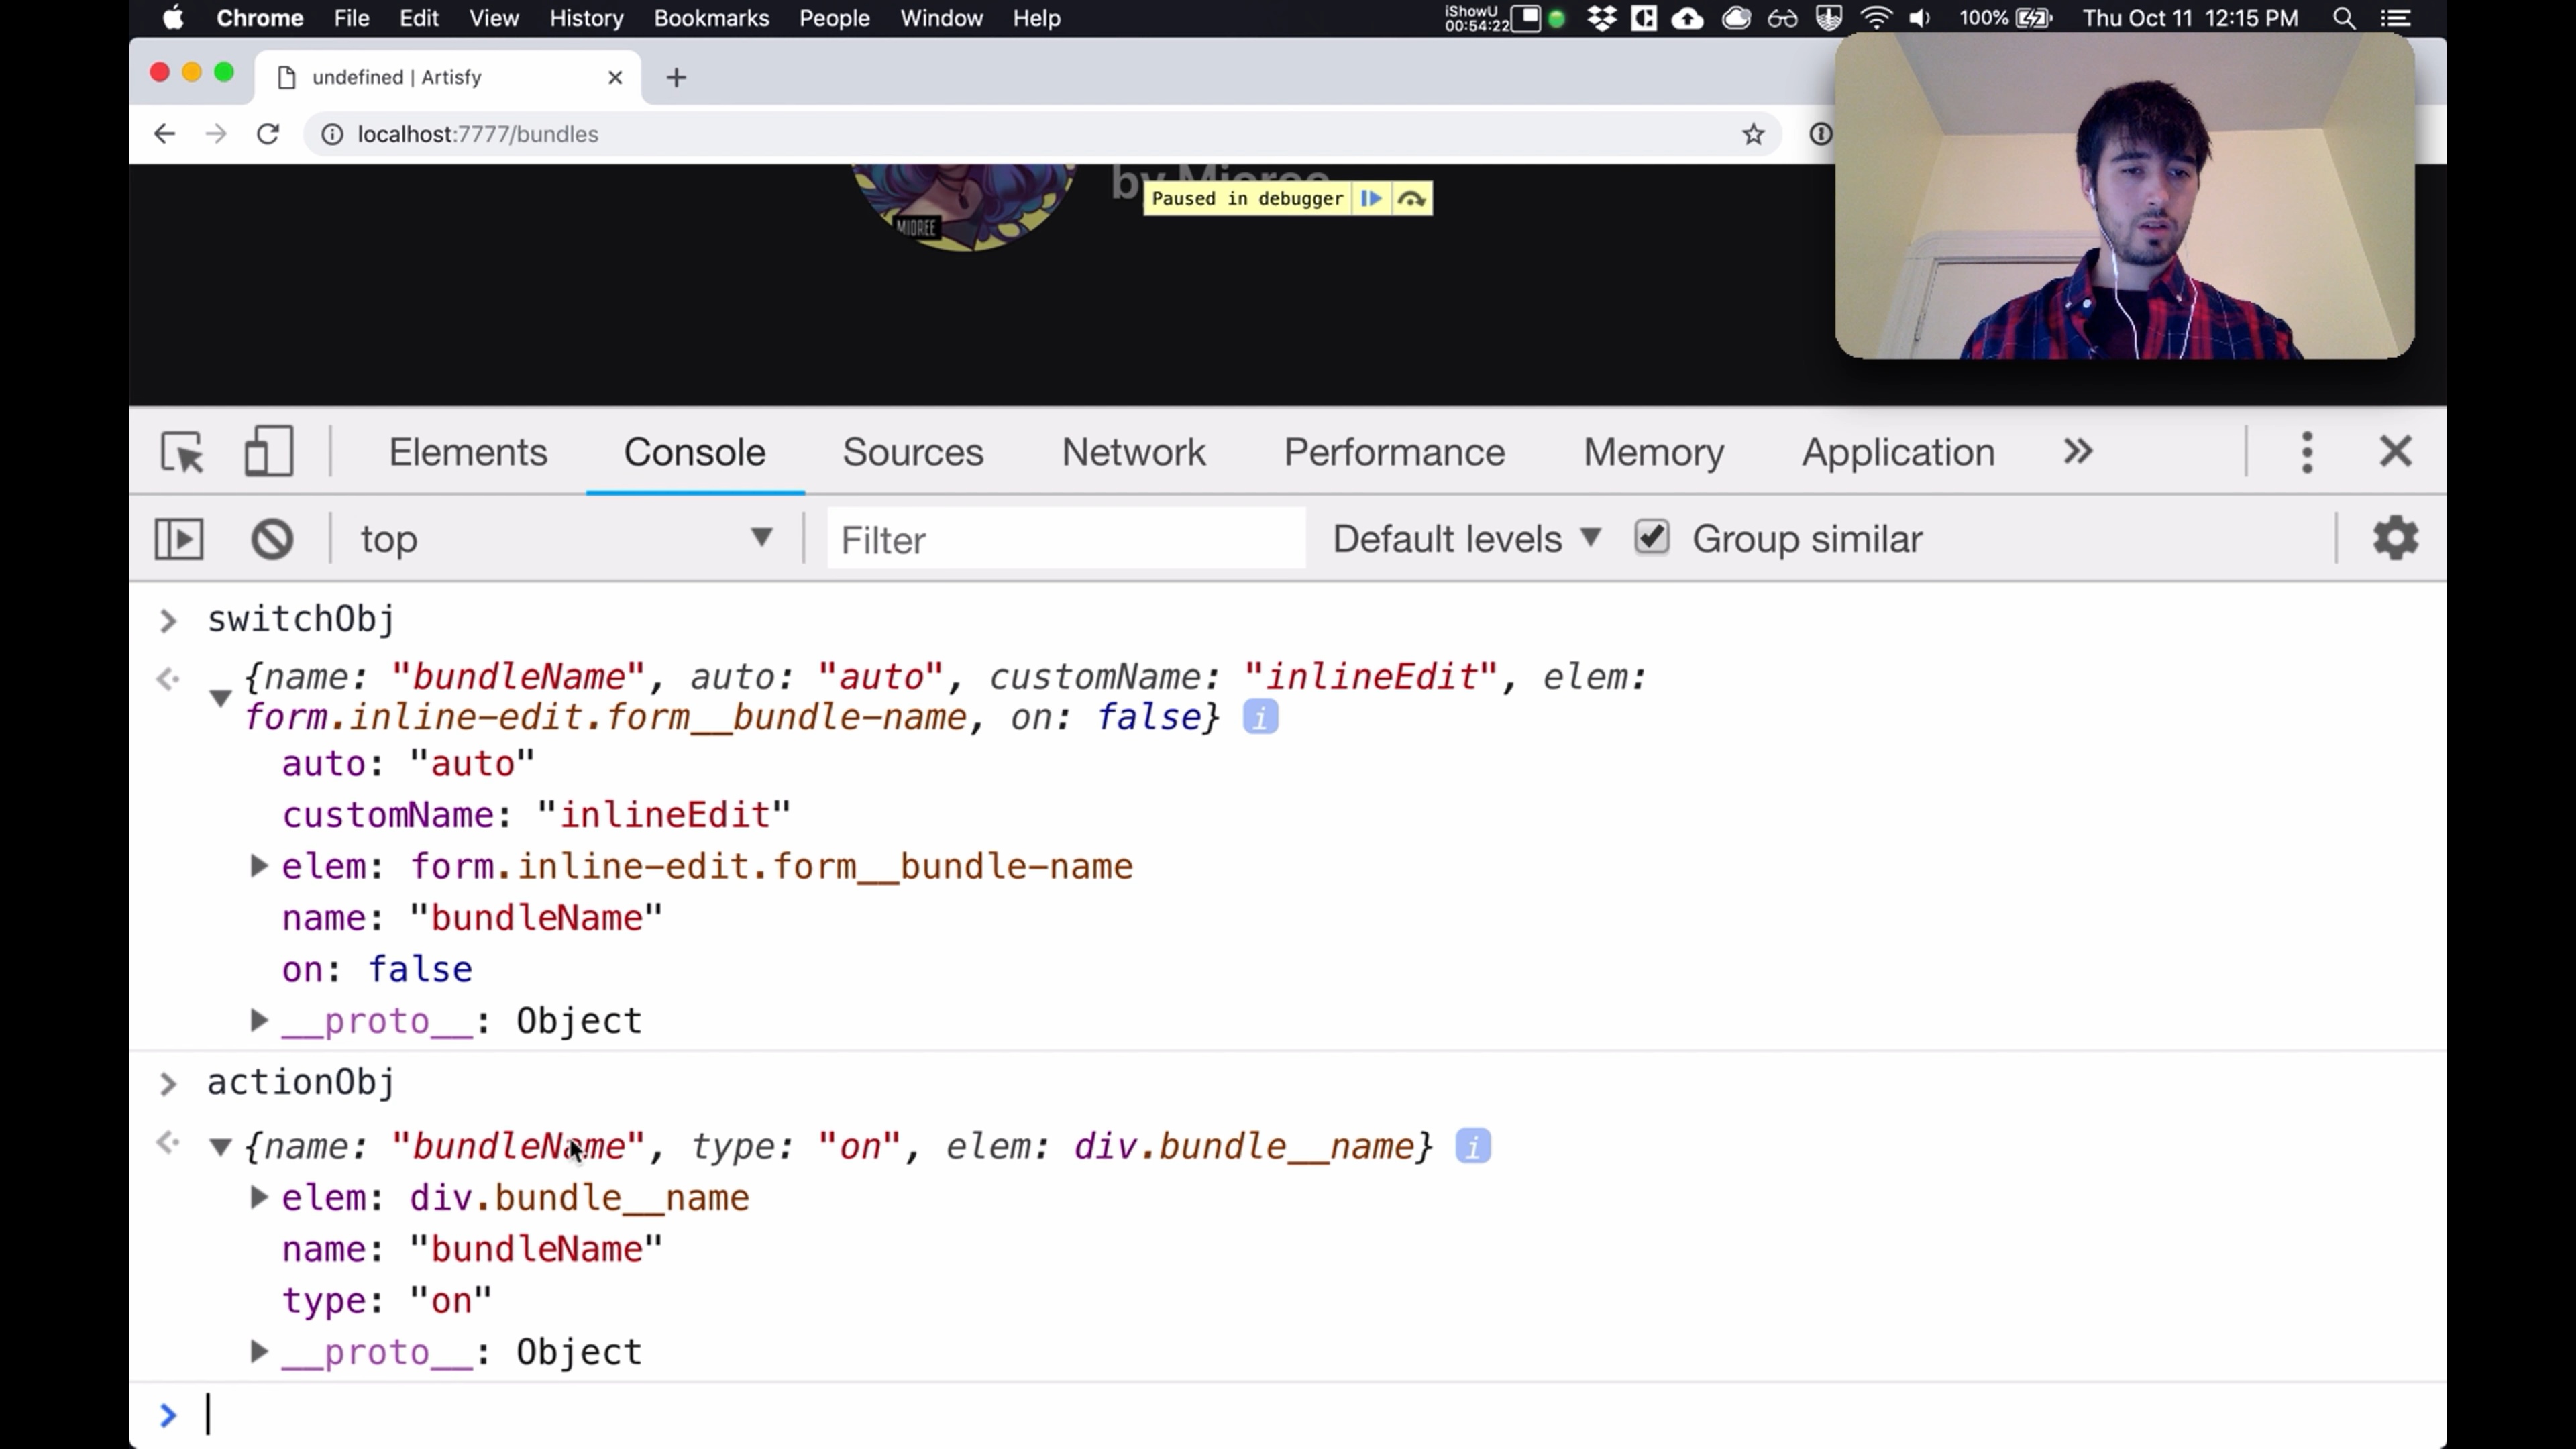 Chrome File Edit View History Bookmarks People Window Help
iShowU
00:54:22
100% Thu Oct 11 12:15 PM
undefined | Artisfy
localhost:7777/bundles
by Mioree
MIOREE
Paused in debugger
Elements Console Sources Network Performance Memory Application
top Filter Default levels Group similar
switchObj
{name: "bundleName", auto: "auto", customName: "inlineEdit", elem:
form.inline-edit.form__bundle-name, on: false} i
auto: "auto"
customName: "inlineEdit"
elem: form.inline-edit.form__bundle-name
name: "bundleName"
on: false
__proto__: Object
actionObj
{name: "bundleName", type: "on", elem: div.bundle__name} i
elem: div.bundle__name
name: "bundleName"
type: "on"
__proto__: Object